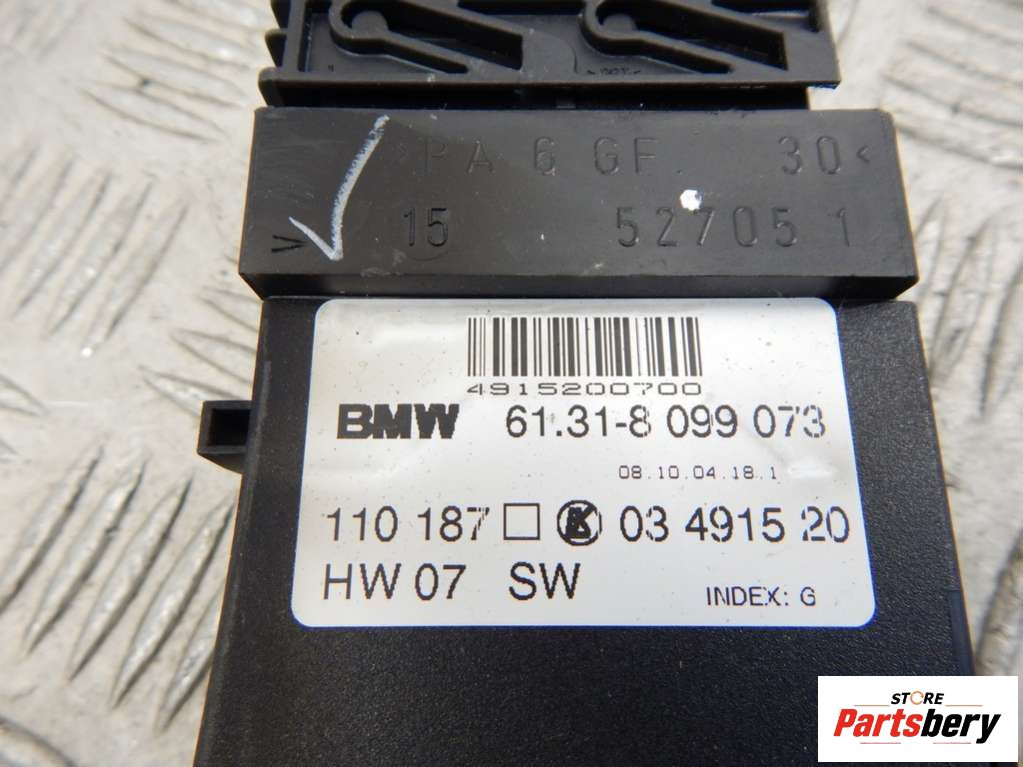 >PA 6 GF. 30<
15 52705 1
4915200700
BMW 61.31-8 099 073
08.10.04.18.1
110 187 □ K 03 4915 20
HW 07 SW INDEX: G
STORE
Partsbery